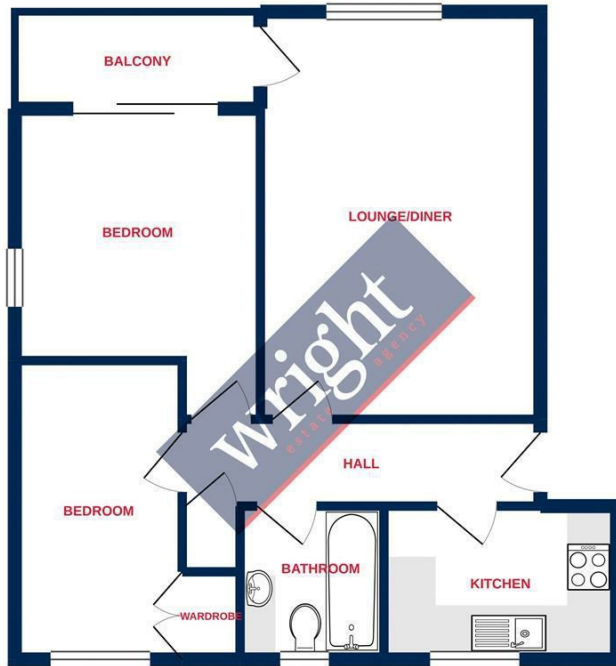 BALCONY
BEDROOM
LOUNGE/DINER
wright
estate agency
HALL
BEDROOM
BATHROOM
KITCHEN
WARDROBE